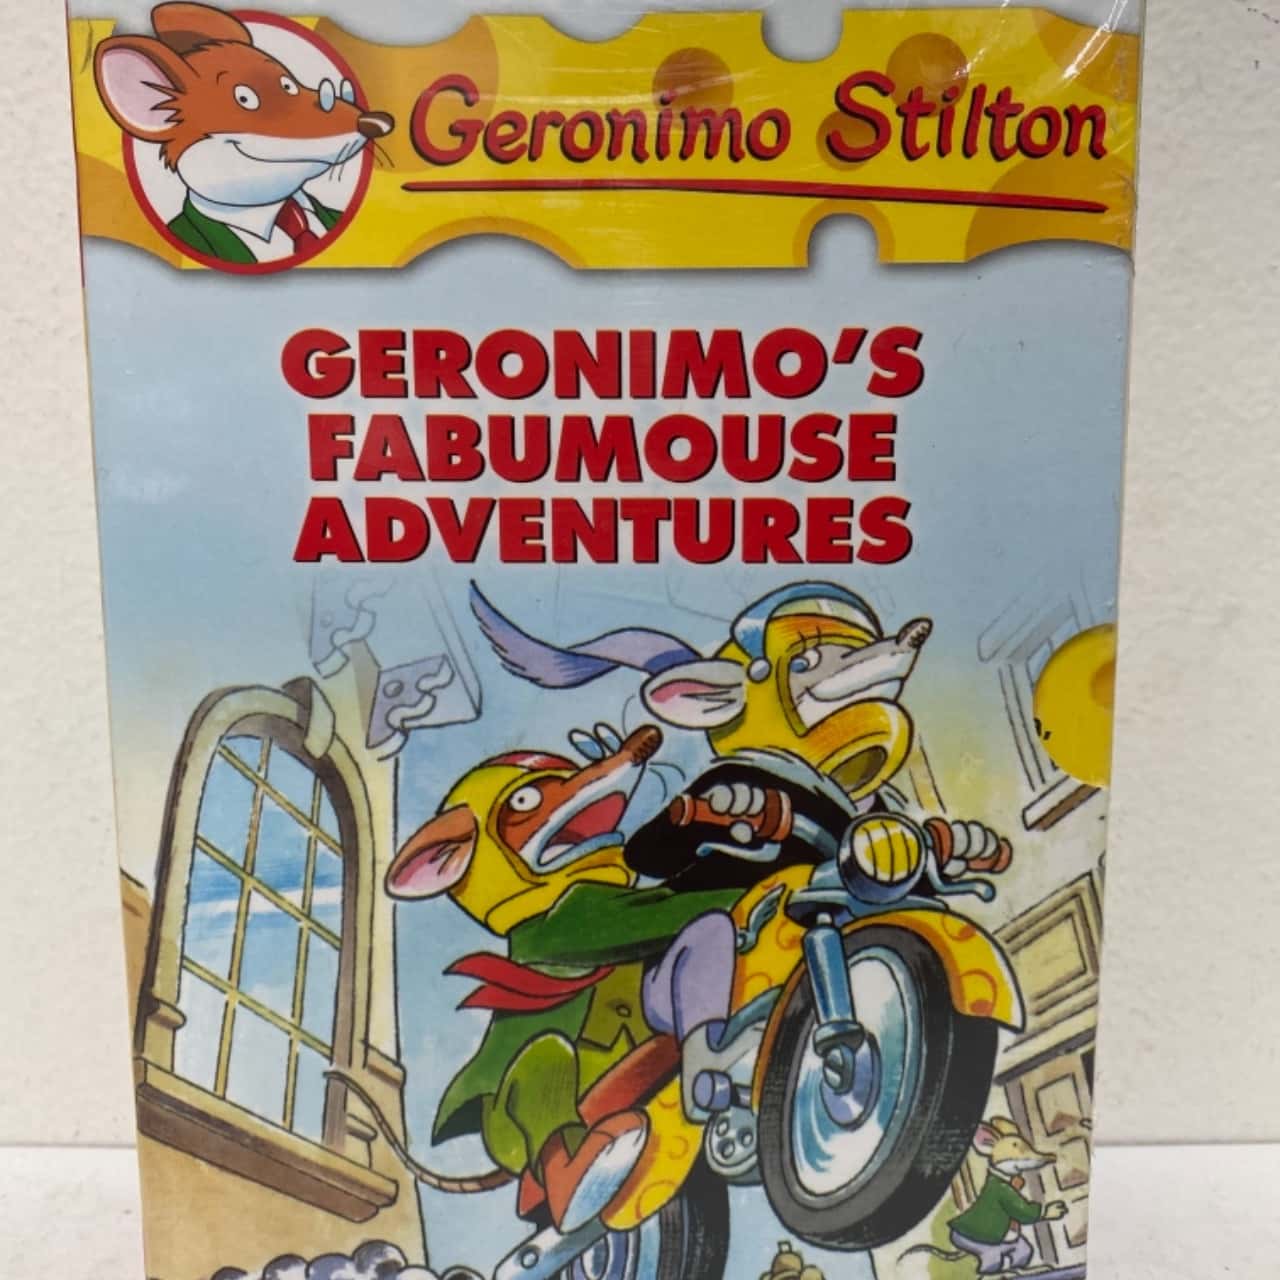 Geronimo Stilton
GERONIMO'S
FABUMOUSE
ADVENTURES